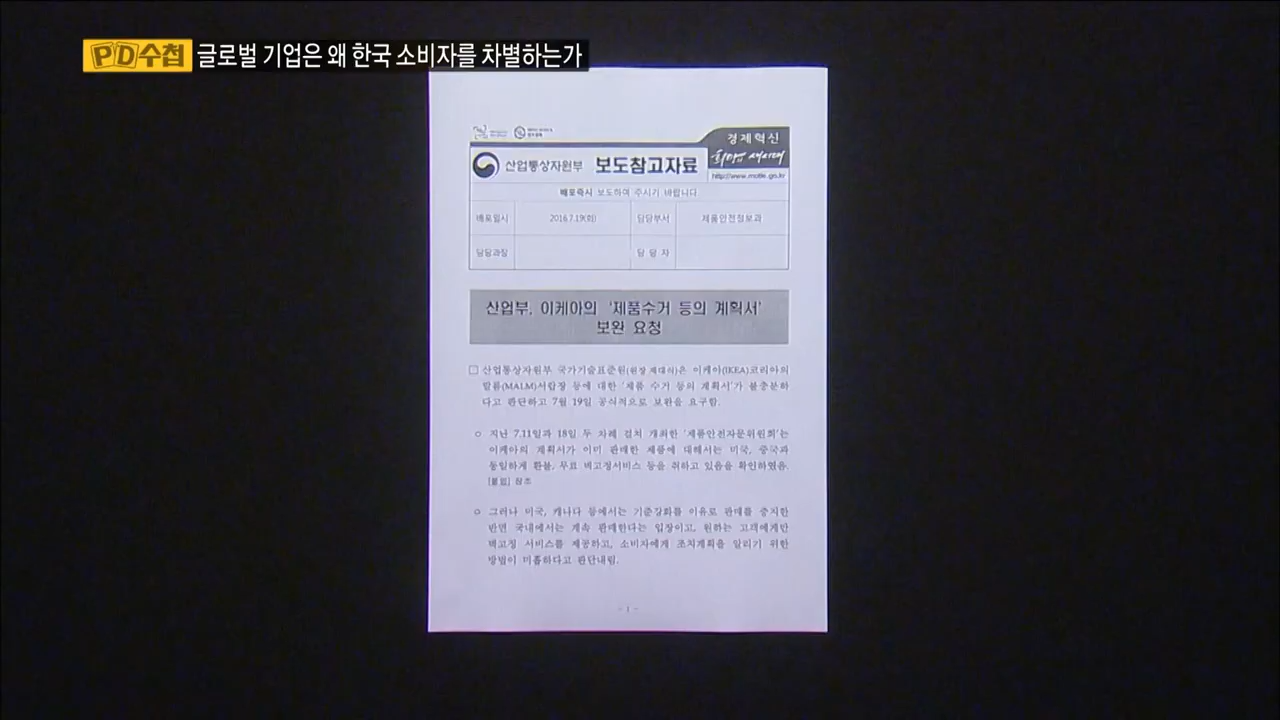 PD수첩 글로벌 기업은 왜 한국 소비자를 차별하는가
경제혁신
희망의 새시대
산업통상자원부 보도참고자료
http://www.motie.go.kr
배포즉시 보도하여 주시기 바랍니다
배포일시 2016.7.19(화) 담당부서 제품안전정보과
담당과장 담 당 자
산업부, 이케아의 '제품수거 등의 계획서'
보완 요청
□ 산업통상자원부 국가기술표준원(원장 제대식)은 이케아(IKEA)코리아의
말름(MALM)서랍장 등에 대한 '제품 수거 등의 계획서'가 불충분하
다고 판단하고 7월 19일 공식적으로 보완을 요구함.
ㅇ 지난 7.11일과 18일 두 차례 걸쳐 개최한 '제품안전자문위원회'는
이케아의 계획서가 이미 판매한 제품에 대해서는 미국, 중국과
동일하게 환불, 무료 벽고정서비스 등을 취하고 있음을 확인하였음.
[붙임] 참조
ㅇ 그러나 미국, 캐나다 등에서는 기준강화를 이유로 판매를 중지한
반면 국내에서는 계속 판매한다는 입장이고, 원하는 고객에게만
벽고정 서비스를 제공하고, 소비자에게 조치계획을 알리기 위한
방법이 미흡하다고 판단내림.
- 1 -